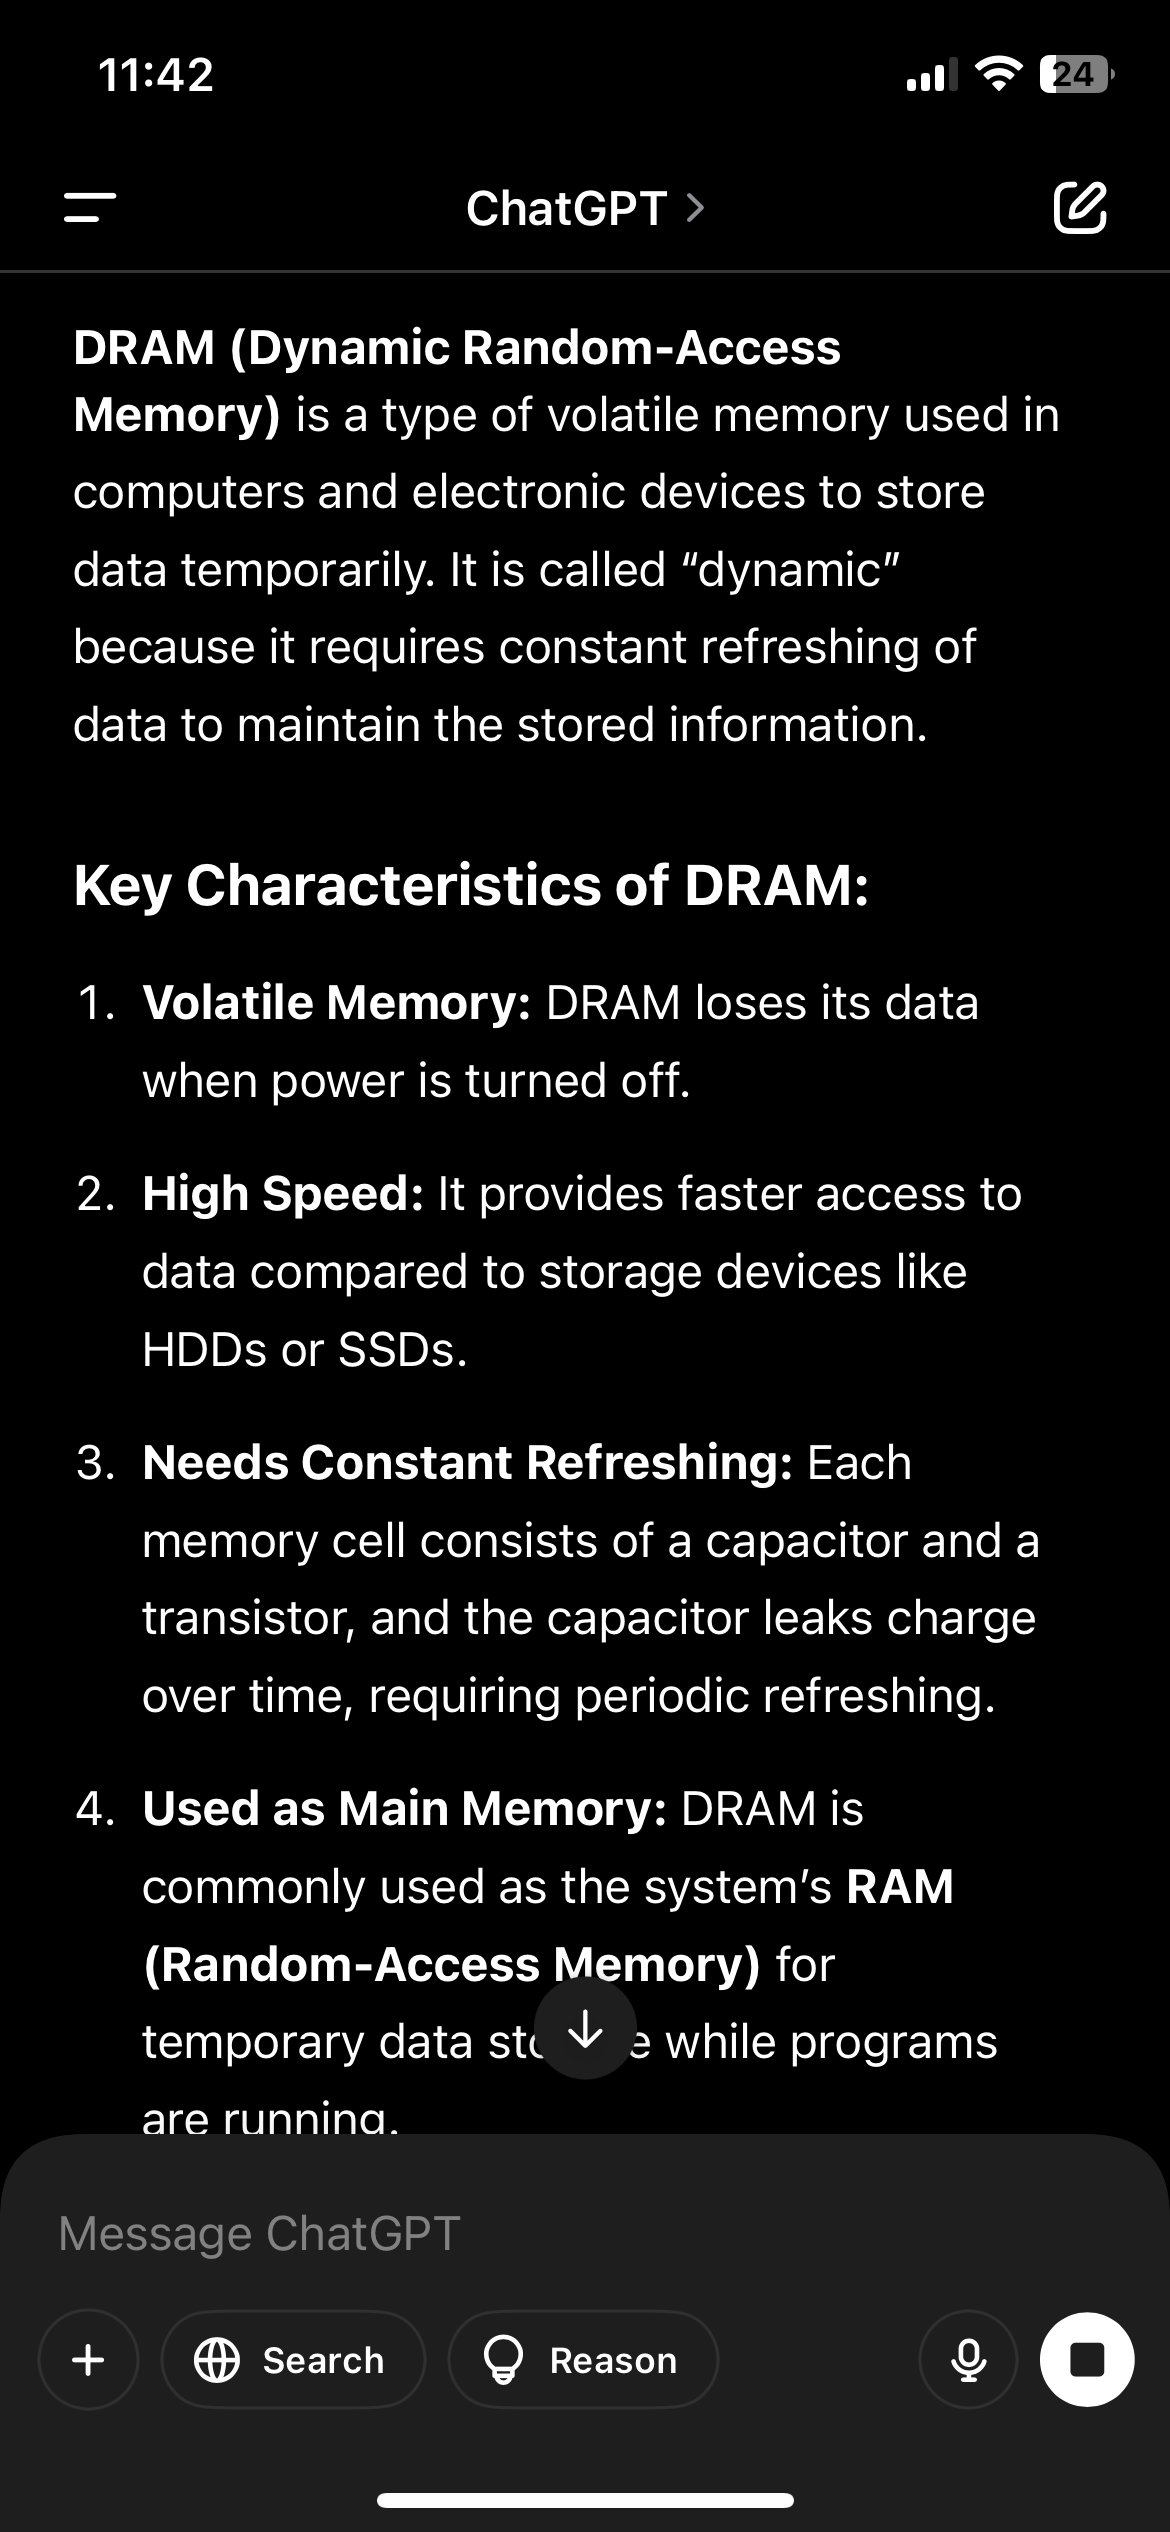 11:42
24
ChatGPT
DRAM (Dynamic Random-Access
Memory) is a type of volatile memory used in
computers and electronic devices to store
data temporarily. It is called “dynamic”
because it requires constant refreshing of
data to maintain the stored information.
Key Characteristics of DRAM:
1. Volatile Memory: DRAM loses its data
when power is turned off.
2. High Speed: It provides faster access to
data compared to storage devices like
HDDs or SSDs.
3. Needs Constant Refreshing: Each
memory cell consists of a capacitor and a
transistor, and the capacitor leaks charge
over time, requiring periodic refreshing.
4. Used as Main Memory: DRAM is
commonly used as the system’s RAM
(Random-Access Memory) for
temporary data while programs
are running.
Message ChatGPT
Search
Reason